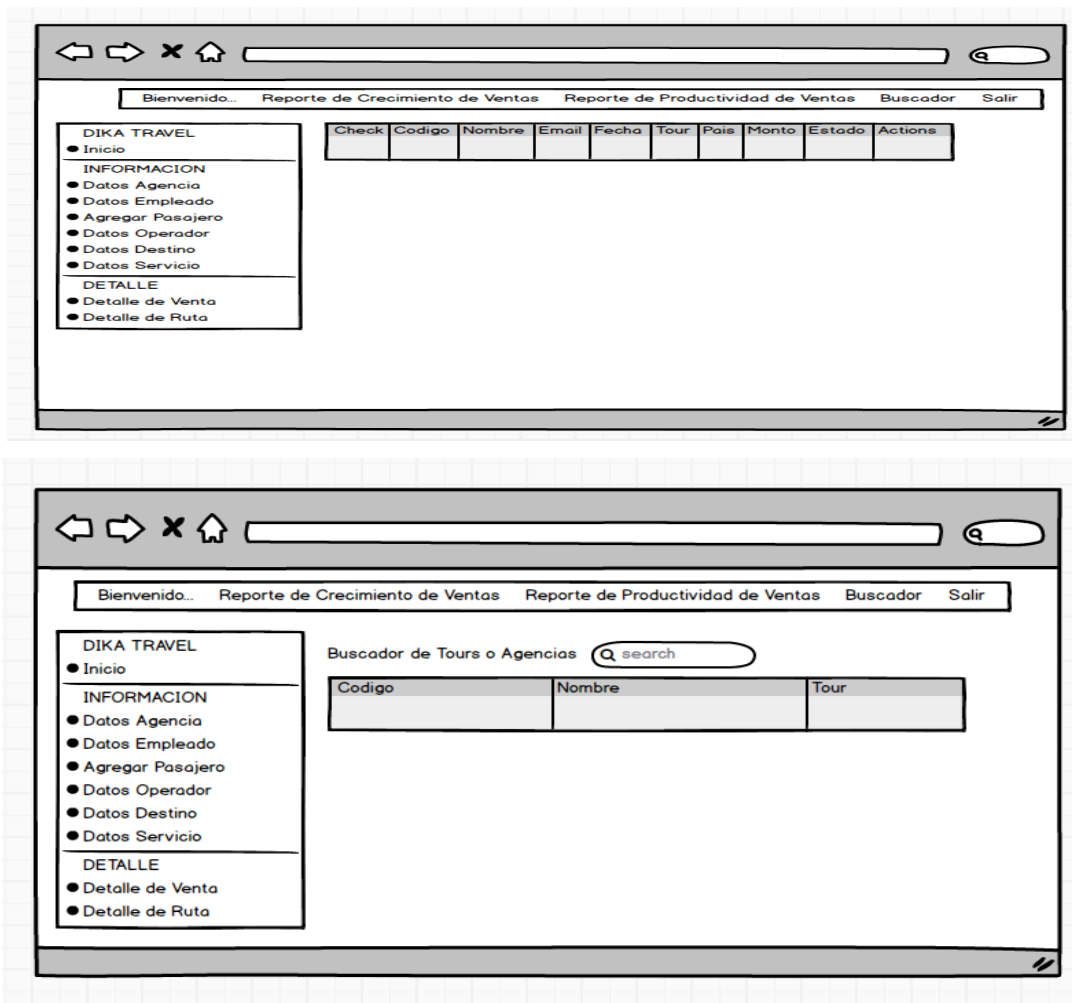 Bienvenido... Reporte de Crecimiento de Ventas Reporte de Productividad de Ventas Buscador Salir
DIKA TRAVEL
Inicio
INFORMACION
Datos Agencia
Datos Empleado
Agregar Pasajero
Datos Operador
Datos Destino
Datos Servicio
DETALLE
Detalle de Venta
Detalle de Ruta
Check Codigo Nombre Email Fecha Tour Pais Monto Estado Actions
Bienvenido... Reporte de Crecimiento de Ventas Reporte de Productividad de Ventas Buscador Salir
DIKA TRAVEL
Inicio
INFORMACION
Datos Agencia
Datos Empleado
Agregar Pasajero
Datos Operador
Datos Destino
Datos Servicio
DETALLE
Detalle de Venta
Detalle de Ruta
Buscador de Tours o Agencias search
Codigo Nombre Tour